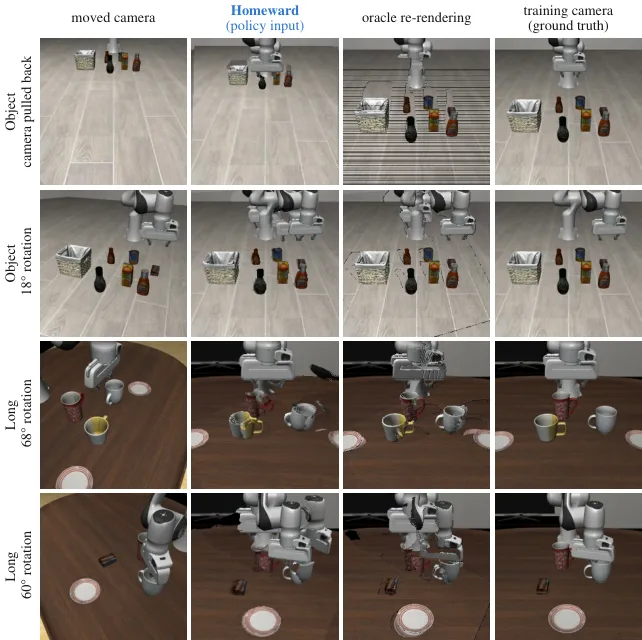 moved camera
Homeward
(policy input)
oracle re-rendering
training camera
(ground truth)
Object
camera pulled back
Object
18° rotation
Long
68° rotation
Long
60° rotation